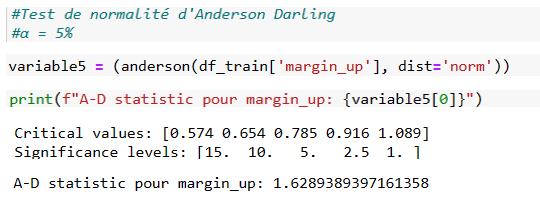 #Test de normalité d'Anderson Darling
#α = 5%
variable5 = (anderson(df_train['margin_up'], dist='norm'))
print(f"A-D statistic pour margin_up: {variable5[0]}")
Critical values: [0.574 0.654 0.785 0.916 1.089]
Significance levels: [15.  10.   5.   2.5  1. ]
A-D statistic pour margin_up: 1.6289389397161358